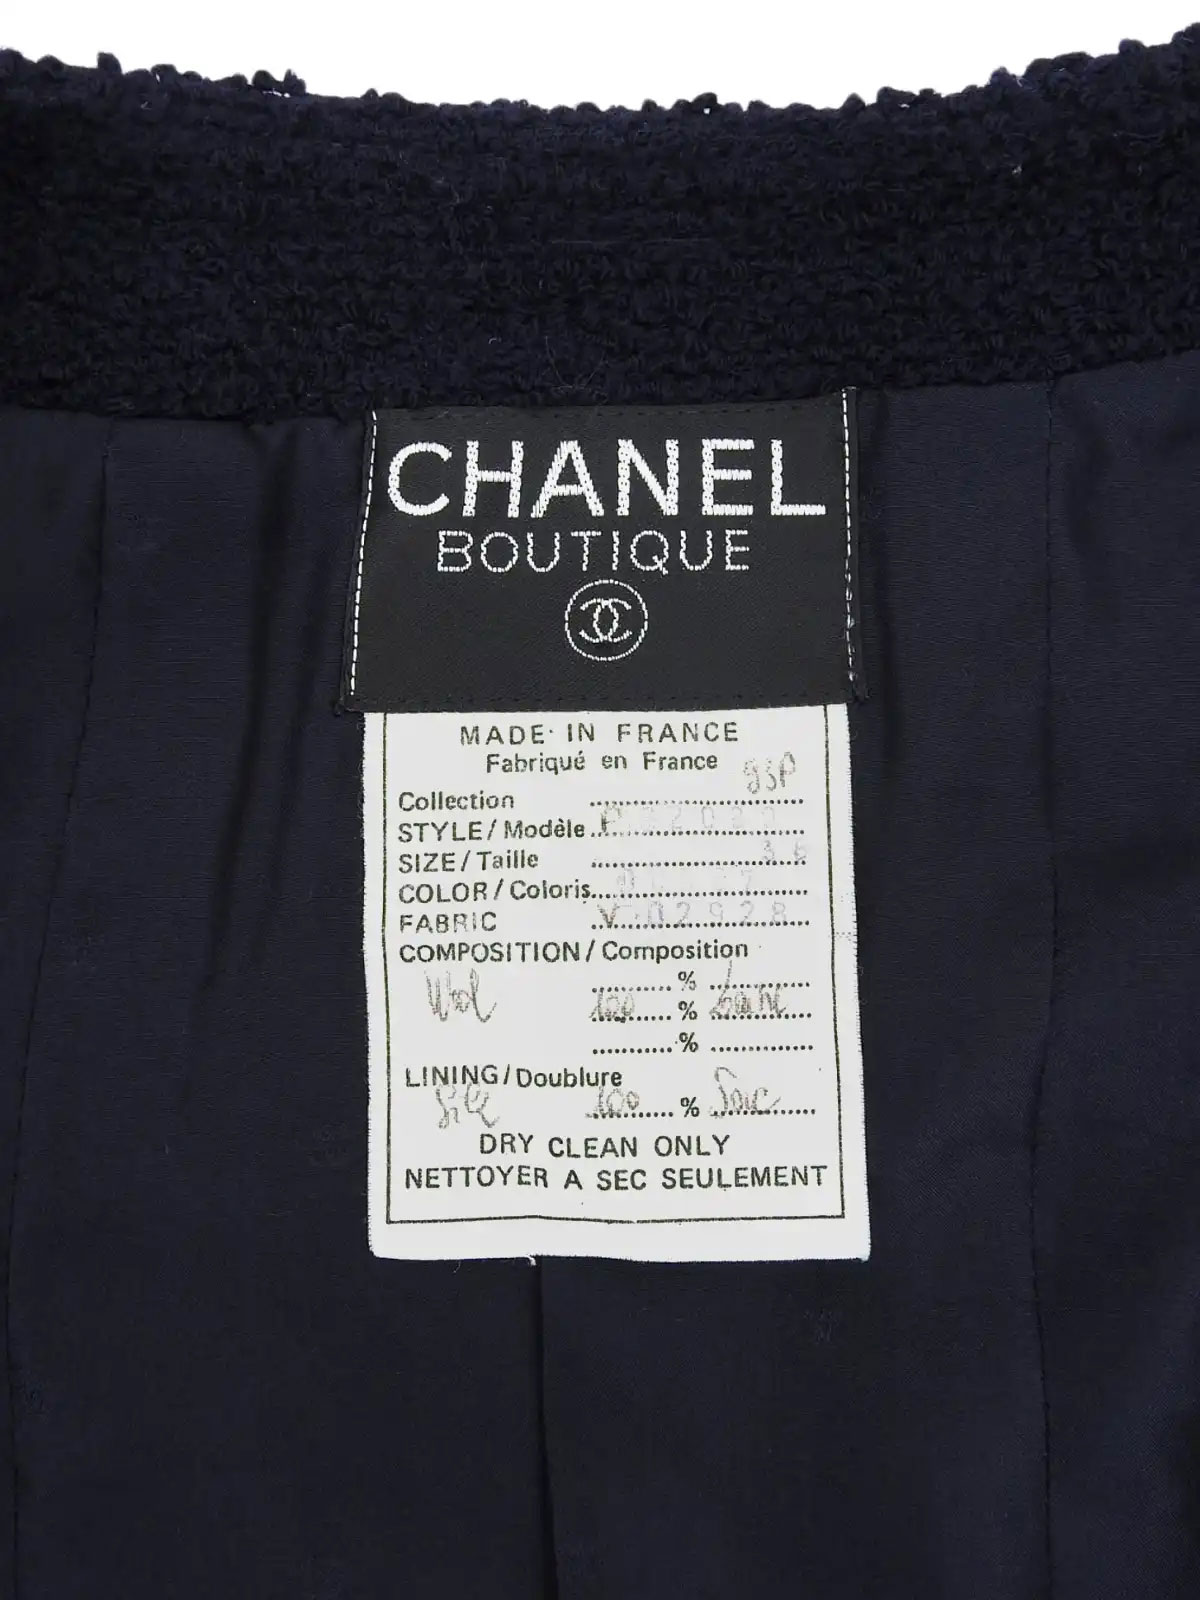 CHANEL
BOUTIQUE
MADE IN FRANCE
Fabriqué en France
Collection .......... 93P
STYLE/Modèle ..........
SIZE/Taille .......... 36
COLOR/Coloris ..........
FABRIC .......... V 02928
COMPOSITION/Composition
.......... % ..........
Wool 100 % Laine
.......... % ..........
LINING/Doublure
Silk 100 % Soie
DRY CLEAN ONLY
NETTOYER A SEC SEULEMENT